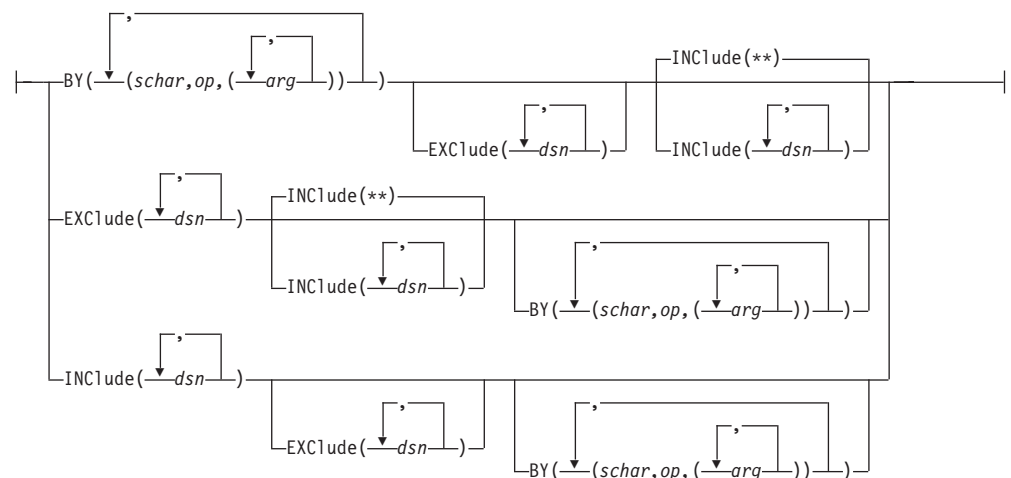 ,
,
BY( (schar,op,( arg )) )
INClude(**)
,
,
EXClude( dsn )
INClude( dsn )
,
EXClude( dsn )
INClude(**)
,
,
,
INClude( dsn )
BY( (schar,op,( arg )) )
,
INClude( dsn )
,
,
,
EXClude( dsn )
BY( (schar,op,( arg )) )